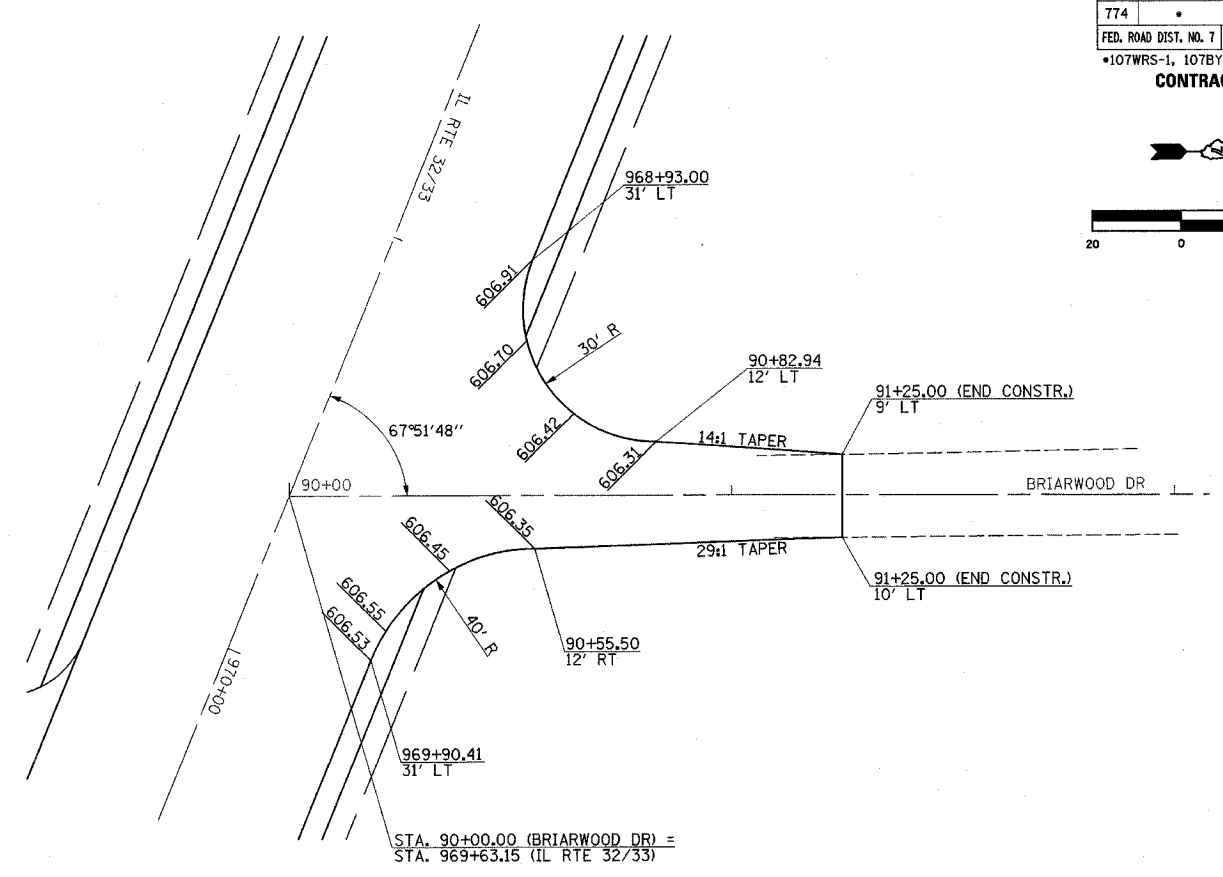 774 *
FED. ROAD DIST. NO. 7
*107WRS-1, 107BY
CONTRAC
20 0
IL RTE 32/33
968+93.00
31' LT
606.91
606.70
30' R
606.42
606.31
90+82.94
12' LT
91+25.00 (END CONSTR.)
9' LT
67°51'48''
14:1 TAPER
90+00
BRIARWOOD DR
606.35
606.45
606.55
606.53
29:1 TAPER
91+25.00 (END CONSTR.)
10' LT
40' R
90+55.50
12' RT
970+00
969+90.41
31' LT
STA. 90+00.00 (BRIARWOOD DR) =
STA. 969+63.15 (IL RTE 32/33)